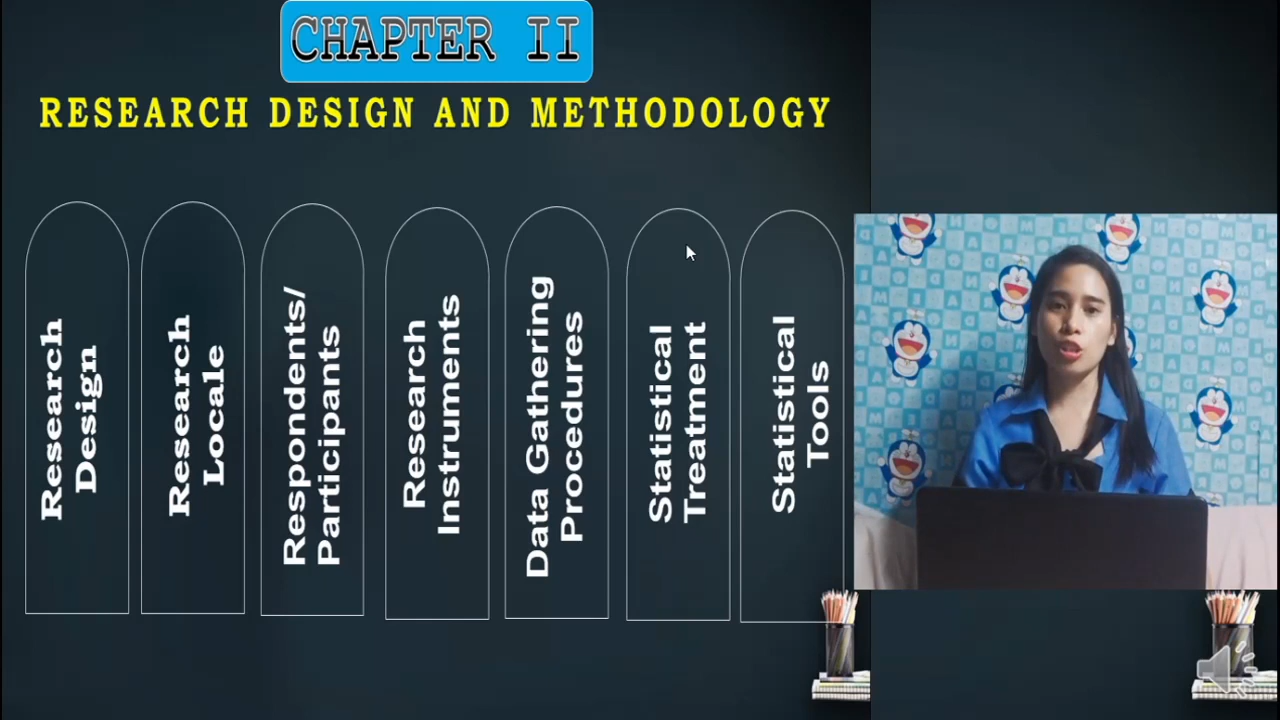 CHAPTER II
RESEARCH DESIGN AND METHODOLOGY
Research
Design
Research
Locale
Respondents/
Participants
Research
Instruments
Data Gathering
Procedures
Statistical
Treatment
Statistical
Tools